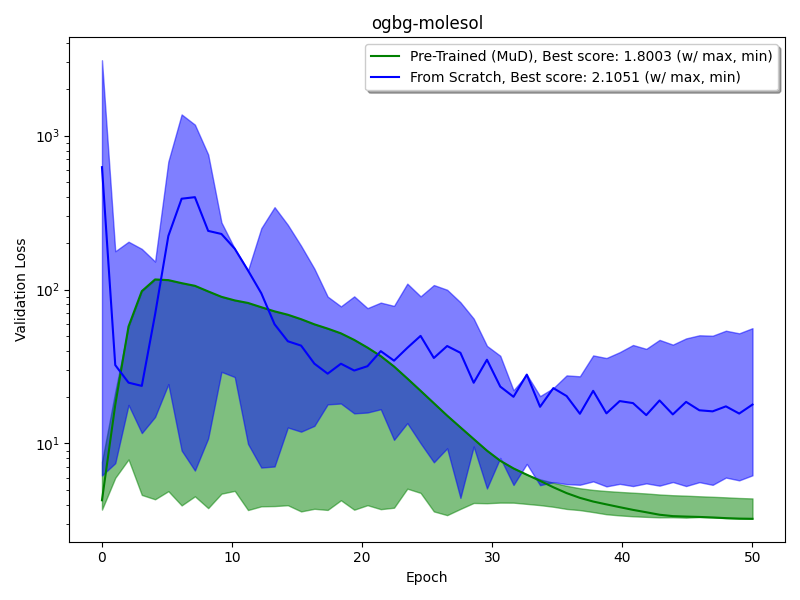 ogbg-molesol
Pre-Trained (MuD), Best score: 1.8003 (w/ max, min)
From Scratch, Best score: 2.1051 (w/ max, min)
Validation Loss
10³
10²
10¹
0 10 20 30 40 50
Epoch